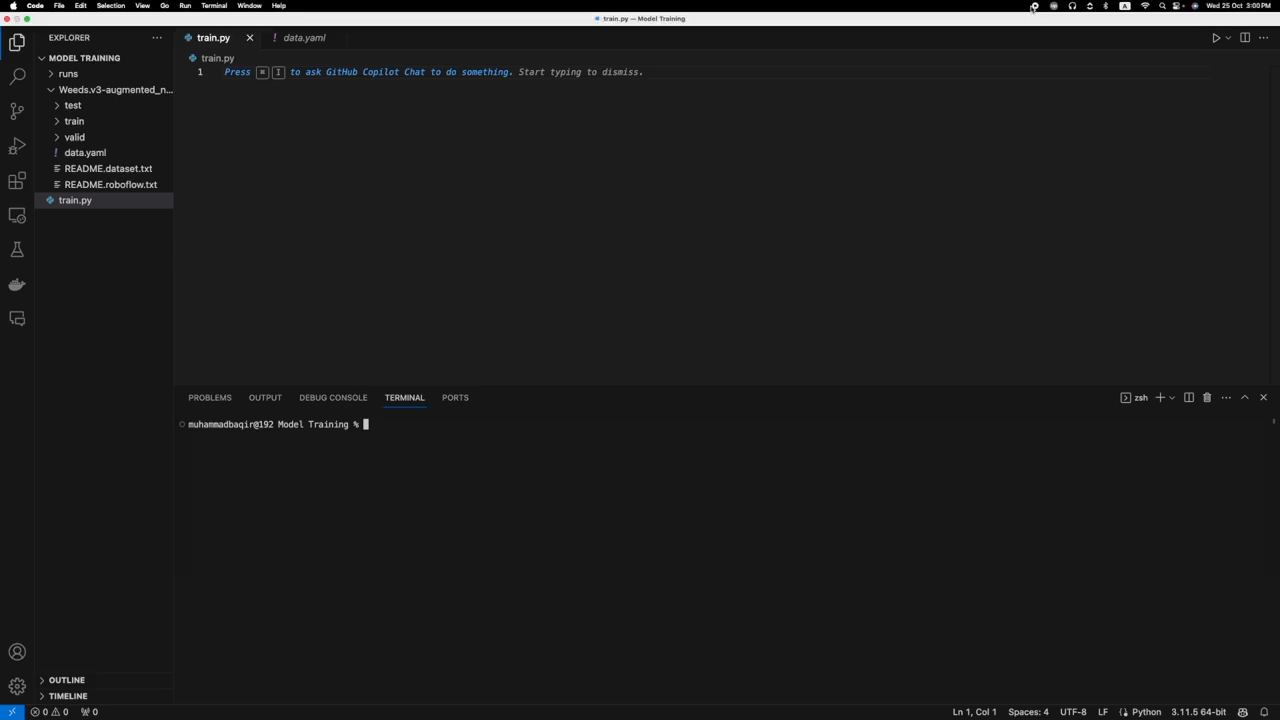 Code File Edit Selection View Go Run Terminal Window Help
A Wed 25 Oct 3:00 PM
train.py — Model Training
EXPLORER
MODEL TRAINING
runs
Weeds.v3-augmented_n...
test
train
valid
! data.yaml
README.dataset.txt
README.roboflow.txt
train.py
OUTLINE
TIMELINE
train.py
! data.yaml
train.py
1 Press ⌘ I to ask GitHub Copilot Chat to do something. Start typing to dismiss.
PROBLEMS OUTPUT DEBUG CONSOLE TERMINAL PORTS
zsh
muhammadbaqir@192 Model Training %
0 0 0
Ln 1, Col 1 Spaces: 4 UTF-8 LF Python 3.11.5 64-bit